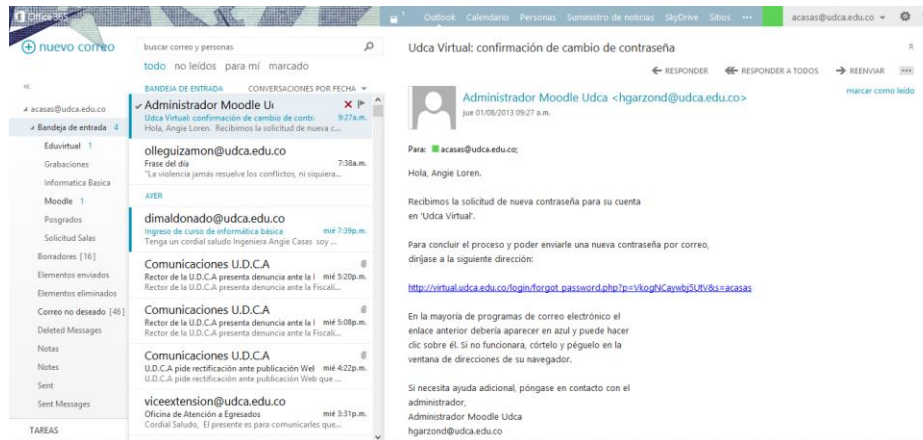 Office 365
1
Outlook Calendario Personas Suministro de noticias SkyDrive Sitios ···
acasas@udca.edu.co
nuevo correo
buscar correo y personas
todo no leídos para mí marcado
BANDEJA DE ENTRADA CONVERSACIONES POR FECHA
acasas@udca.edu.co
Bandeja de entrada 4
Eduvirtual 1
Grabaciones
Informatica Basica
Moodle 1
Posgrados
Solicitud Salas
Borradores [16]
Elementos enviados
Elementos eliminados
Correo no deseado [46]
Deleted Messages
Notas
Notes
Sent
Sent Messages
TAREAS
Administrador Moodle U
Udca Virtual: confirmación de cambio de contr. 9:27a.m.
Hola, Angie Loren. Recibimos la solicitud de nueva c...
olleguizamon@udca.edu.co
Frase del día 7:38a.m.
"La violencia jamás resuelve los conflictos, ni siquiera...
AYER
dimaldonado@udca.edu.co
Ingreso de curso de informática básica mié 7:39p.m.
Tenga un cordial saludo Ingeniera Angie Casas soy ...
Comunicaciones U.D.C.A
Rector de la U.D.C.A presenta denuncia ante la l mié 5:20p.m.
Rector de la U.D.C.A presenta denuncia ante la Fiscalí...
Comunicaciones U.D.C.A
Rector de la U.D.C.A presenta denuncia ante la l mié 5:08p.m.
Rector de la U.D.C.A presenta denuncia ante la Fiscalí...
Comunicaciones U.D.C.A
U.D.C.A pide rectificación ante publicación Wel mié 4:22p.m.
U.D.C.A pide rectificación ante publicación Web que ...
viceextension@udca.edu.co
Oficina de Atención a Egresados mié 3:31p.m.
Cordial Saludo, El presente es para comunicarles que...
Udca Virtual: confirmación de cambio de contraseña
RESPONDER RESPONDER A TODOS REENVIAR ···
marcar como leído
Administrador Moodle Udca <hgarzond@udca.edu.co>
jue 01/08/2013 09:27 a.m.
Para: acasas@udca.edu.co;
Hola, Angie Loren.
Recibimos la solicitud de nueva contraseña para su cuenta
en 'Udca Virtual'.
Para concluir el proceso y poder enviarle una nueva contraseña por correo,
diríjase a la siguiente dirección:
http://virtual.udca.edu.co/login/forgot_password.php?p=VkogNCaywbj5UtV&s=acasas
En la mayoría de programas de correo electrónico el
enlace anterior debería aparecer en azul y puede hacer
clic sobre él. Si no funcionara, córtelo y péguelo en la
ventana de direcciones de su navegador.
Si necesita ayuda adicional, póngase en contacto con el
administrador,
Administrador Moodle Udca
hgarzond@udca.edu.co